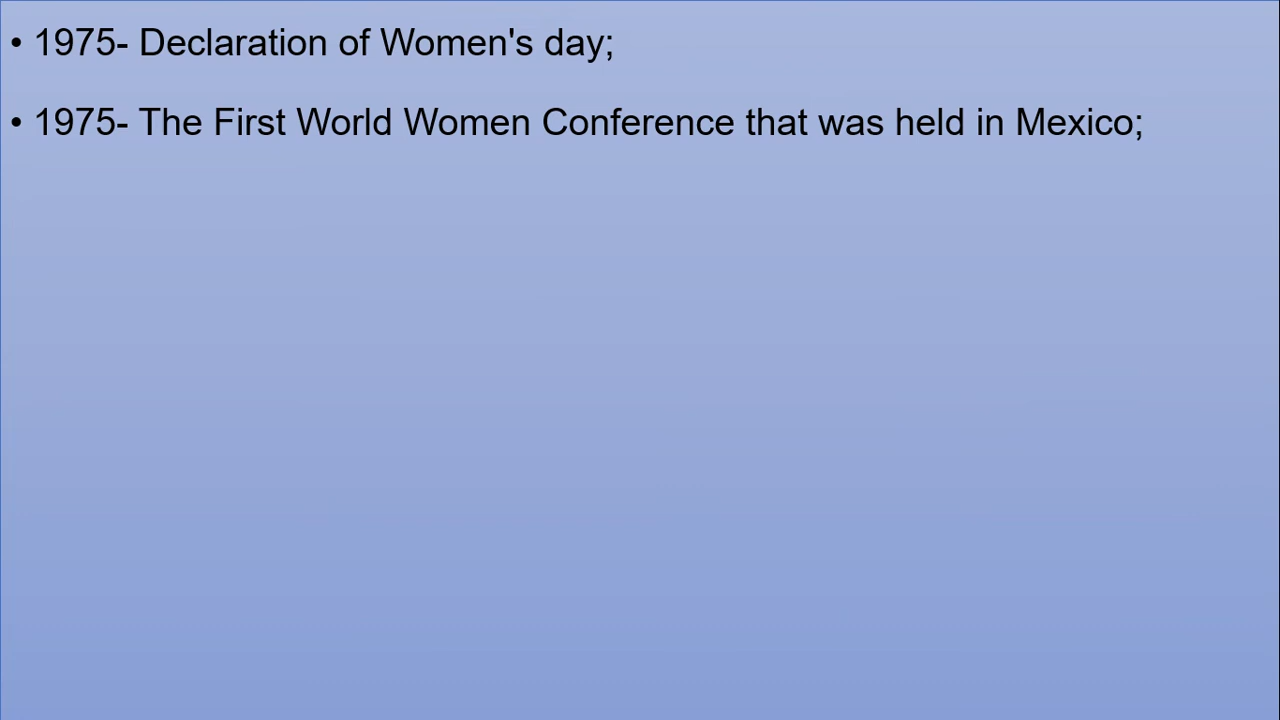 • 1975- Declaration of Women's day;
• 1975- The First World Women Conference that was held in Mexico;